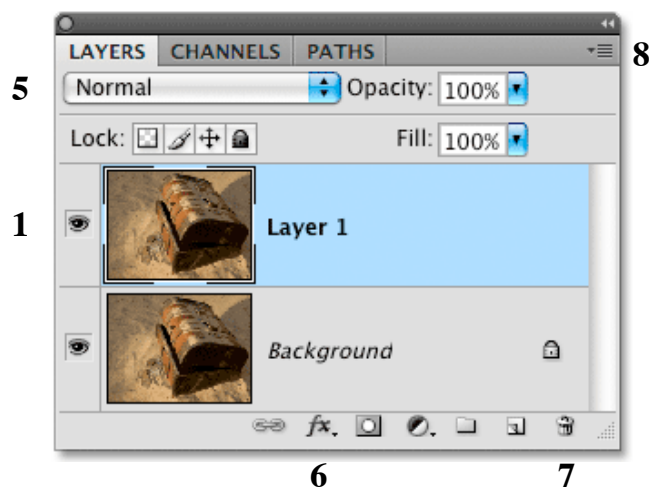 LAYERS CHANNELS PATHS 8
5 Normal Opacity: 100%
Lock: Fill: 100%
1 Layer 1
Background
fx.
6 7